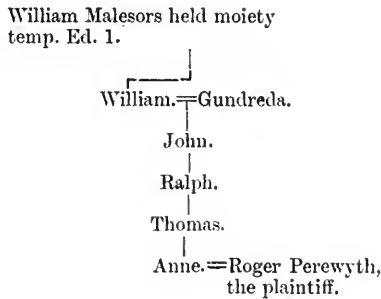 William Malesors held moiety
temp. Ed. 1.
William.=Gundreda.
John.
Ralph.
Thomas.
Anne.=Roger Perewyth,
the plaintiff.